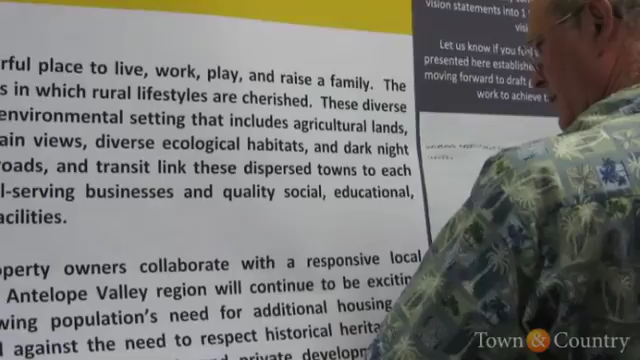 rful place to live, work, play, and raise a family. The
s in which rural lifestyles are cherished. These diverse
environmental setting that includes agricultural lands,
ain views, diverse ecological habitats, and dark night
roads, and transit link these dispersed towns to each
l-serving businesses and quality social, educational,
acilities.
operty owners collaborate with a responsive local
Antelope Valley region will continue to be excitin
wing population's need for additional housing
against the need to respect historical herita
private developm
vision statements into 1
visi
Let us know if you
presented here establishe
moving forward to draft
work to achieve t
Town & Country